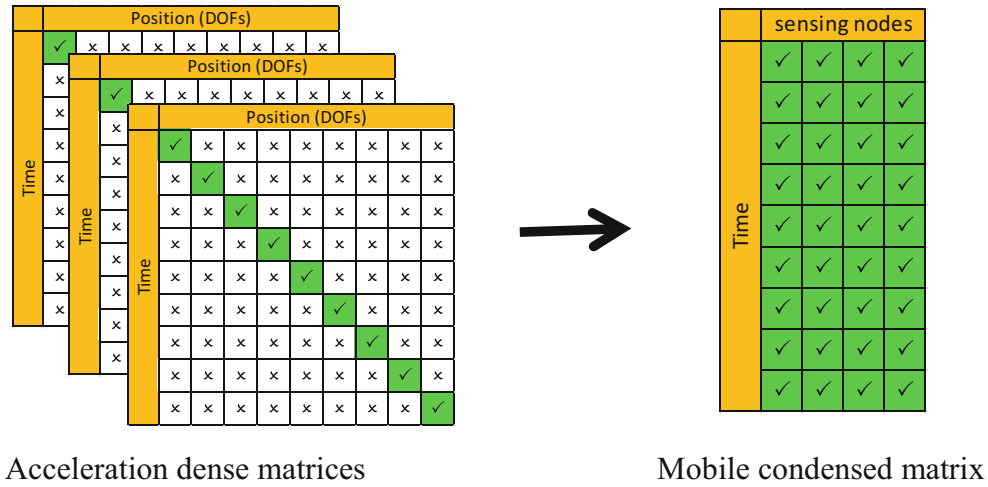 Position (DOFs)
Time
✓ x x x x x x x x
x
x
x
x
x
x
x
x
Position (DOFs)
Time
✓ x x x x x x x x
x
x
x
x
x
x
x
x
Position (DOFs)
Time
✓ x x x x x x x x
x ✓ x x x x x x x
x x ✓ x x x x x x
x x x ✓ x x x x x
x x x x ✓ x x x x
x x x x x ✓ x x x
x x x x x x ✓ x x
x x x x x x x ✓ x
x x x x x x x x ✓
Acceleration dense matrices
sensing nodes
Time
✓ ✓ ✓ ✓
✓ ✓ ✓ ✓
✓ ✓ ✓ ✓
✓ ✓ ✓ ✓
✓ ✓ ✓ ✓
✓ ✓ ✓ ✓
✓ ✓ ✓ ✓
✓ ✓ ✓ ✓
✓ ✓ ✓ ✓
Mobile condensed matrix